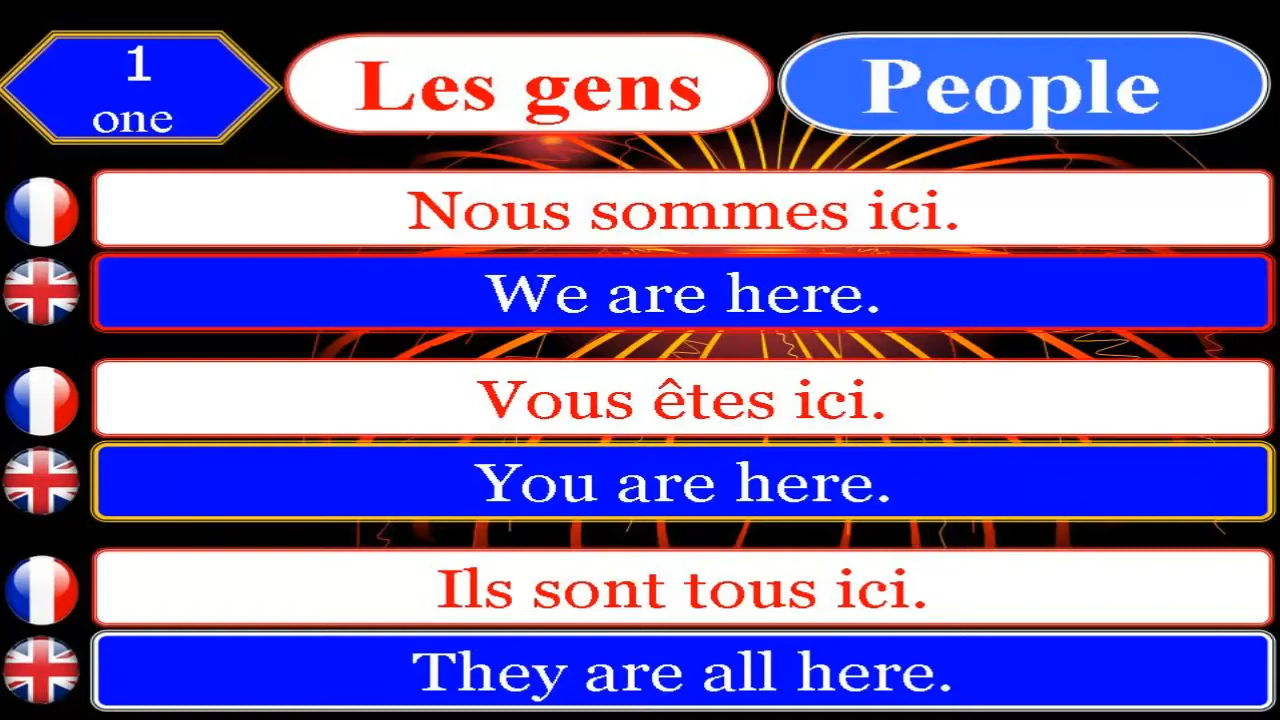 1
one
Les gens
People
Nous sommes ici.
We are here.
Vous êtes ici.
You are here.
Ils sont tous ici.
They are all here.